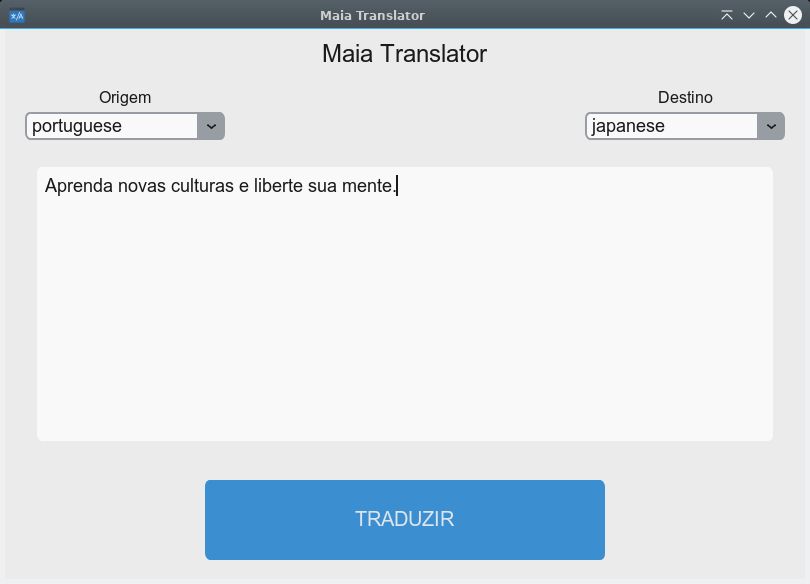 Maia Translator
Maia Translator
Origem
Destino
portuguese
japanese
Aprenda novas culturas e liberte sua mente.
TRADUZIR